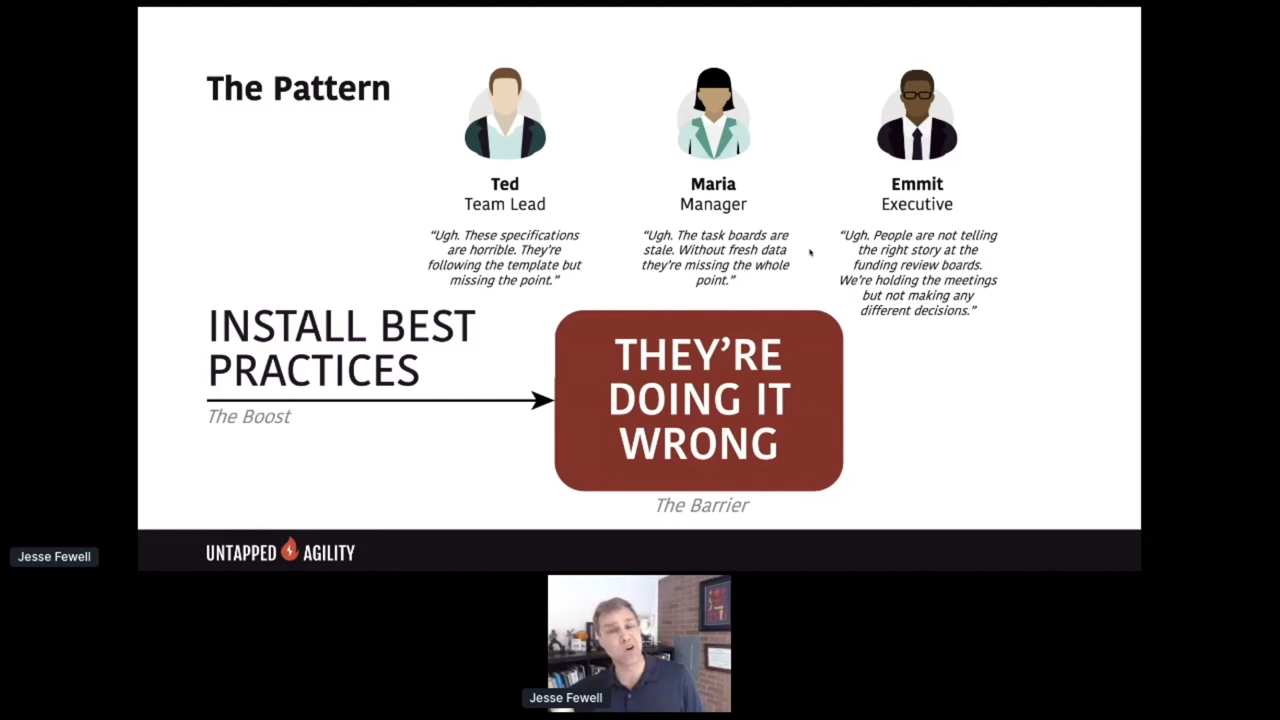 The Pattern
Ted
Team Lead
“Ugh. These specifications
are horrible. They’re
following the template but
missing the point.”
Maria
Manager
“Ugh. The task boards are
stale. Without fresh data
they’re missing the whole
point.”
Emmit
Executive
“Ugh. People are not telling
the right story at the
funding review boards.
We’re holding the meetings
but not making any
different decisions.”
INSTALL BEST
PRACTICES
The Boost
THEY’RE
DOING IT
WRONG
The Barrier
UNTAPPED AGILITY
Jesse Fewell
Jesse Fewell